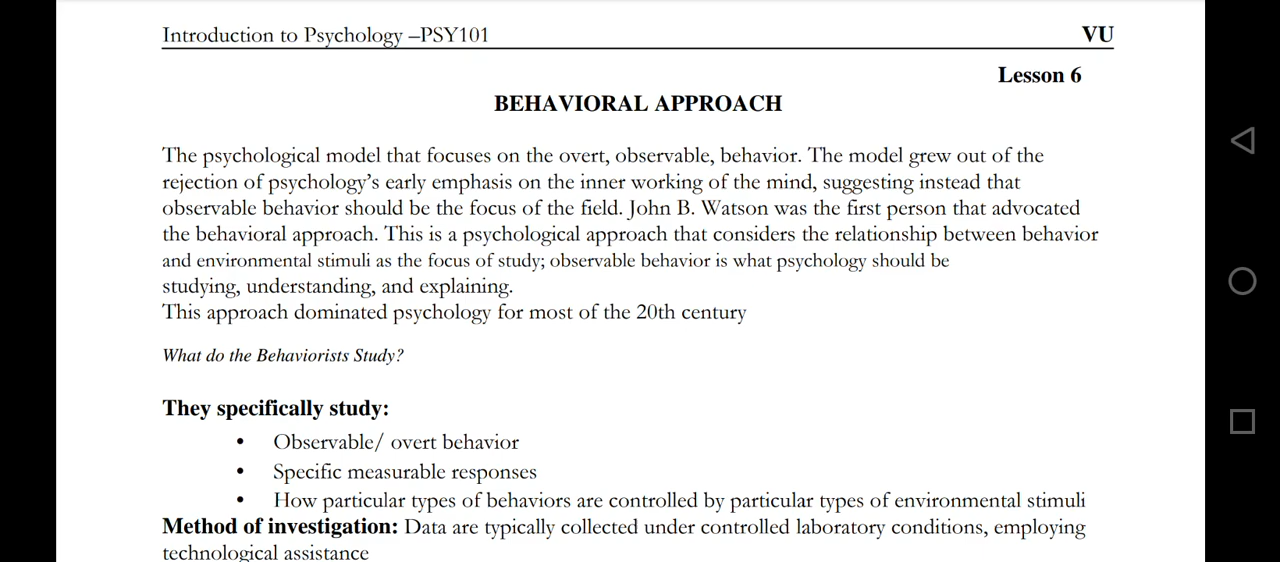 Introduction to Psychology –PSY101 VU
Lesson 6
BEHAVIORAL APPROACH
The psychological model that focuses on the overt, observable, behavior. The model grew out of the
rejection of psychology's early emphasis on the inner working of the mind, suggesting instead that
observable behavior should be the focus of the field. John B. Watson was the first person that advocated
the behavioral approach. This is a psychological approach that considers the relationship between behavior
and environmental stimuli as the focus of study; observable behavior is what psychology should be
studying, understanding, and explaining.
This approach dominated psychology for most of the 20th century
What do the Behaviorists Study?
They specifically study:
• Observable/ overt behavior
• Specific measurable responses
• How particular types of behaviors are controlled by particular types of environmental stimuli
Method of investigation: Data are typically collected under controlled laboratory conditions, employing
technological assistance